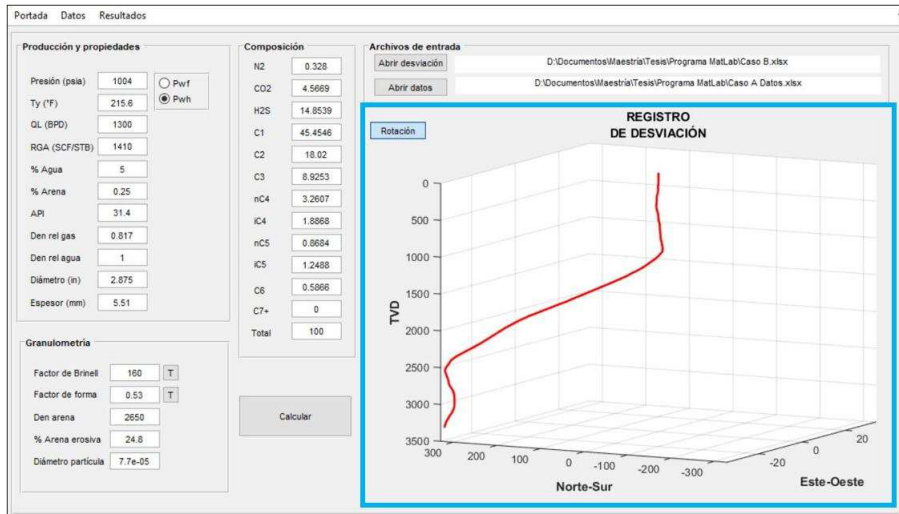 Portada Datos Resultados
Producción y propiedades
Presión (psia) 1004
Pwf
Pwh
Ty (°F) 215.6
QL (BPD) 1300
RGA (SCF/STB) 1410
% Agua 5
% Arena 0.25
API 31.4
Den rel gas 0.817
Den rel agua 1
Diámetro (in) 2.875
Espesor (mm) 5.51
Granulometría
Factor de Brinell 160 T
Factor de forma 0.53 T
Den arena 2650
% Arena erosiva 24.8
Diámetro partícula 7.7e-05
Composición
N2 0.328
CO2 4.5669
H2S 14.8539
C1 45.4546
C2 18.02
C3 8.9253
nC4 3.2607
iC4 1.8868
nC5 0.8684
iC5 1.2488
C6 0.5866
C7+ 0
Total 100
Calcular
Archivos de entrada
Abrir desviación D:\Documentos\Maestría\Tesis\Programa MatLab\Caso B.xlsx
Abrir datos D:\Documentos\Maestría\Tesis\Programa MatLab\Caso A Datos.xlsx
Rotación
REGISTRO
DE DESVIACIÓN
TVD
0
500
1000
1500
2000
2500
3000
3500
300 200 100 0 -100 -200 -300
Norte-Sur
-20 0 20
Este-Oeste